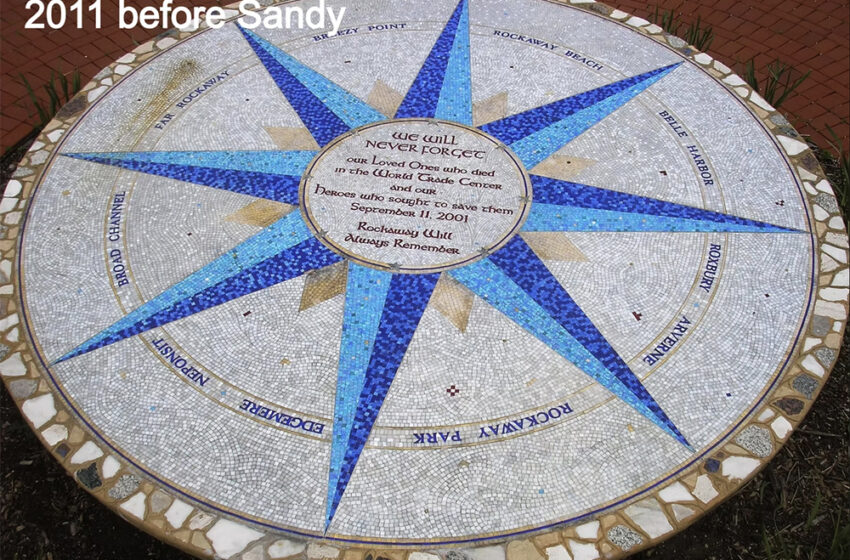 2011 before Sandy
BREEZY POINT
ROCKAWAY BEACH
BELLE HARBOR
ROXBURY
ARVERNE
ROCKAWAY PARK
EDGEMERE
NEPONSIT
BROAD CHANNEL
FAR ROCKAWAY
WE WILL
NEVER FORGET
our Loved Ones who died
in the World Trade Center
and our
Heroes who sought to save them
September 11, 2001
Rockaway Will
Always Remember